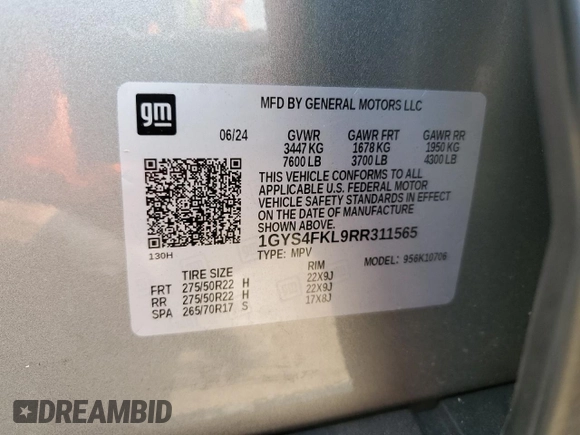 gm
MFD BY GENERAL MOTORS LLC
06/24 GVWR GAWR FRT GAWR RR
3447 KG 1678 KG 1950 KG
7600 LB 3700 LB 4300 LB
THIS VEHICLE CONFORMS TO ALL
APPLICABLE U.S. FEDERAL MOTOR
VEHICLE SAFETY STANDARDS IN EFFECT
ON THE DATE OF MANUFACTURE
SHOWN ABOVE.
1GYS4FKL9RR311565
130H
TYPE: MPV MODEL: 956K10706
TIRE SIZE RIM
FRT 275/50R22 H 22X9J
RR 275/50R22 H 22X9J
SPA 265/70R17 S 17X8J
DREAMBID